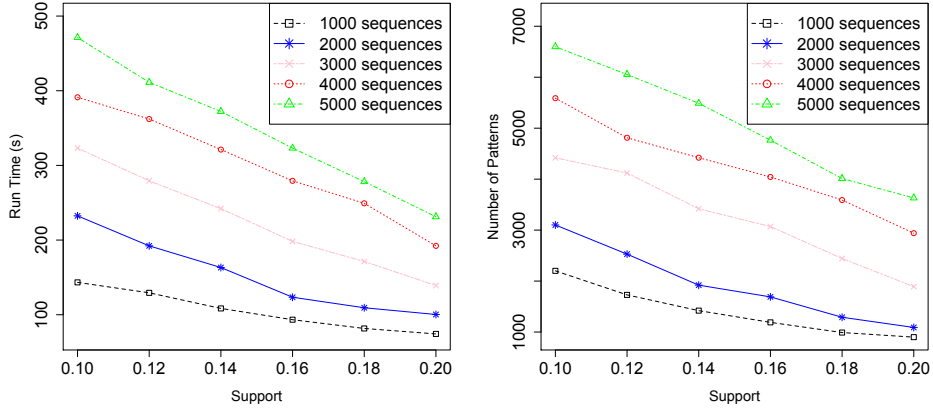 500
400
300
200
100
Run Time (s)
1000 sequences
2000 sequences
3000 sequences
4000 sequences
5000 sequences
0.10 0.12 0.14 0.16 0.18 0.20
Support
7000
5000
3000
1000
Number of Patterns
1000 sequences
2000 sequences
3000 sequences
4000 sequences
5000 sequences
0.10 0.12 0.14 0.16 0.18 0.20
Support